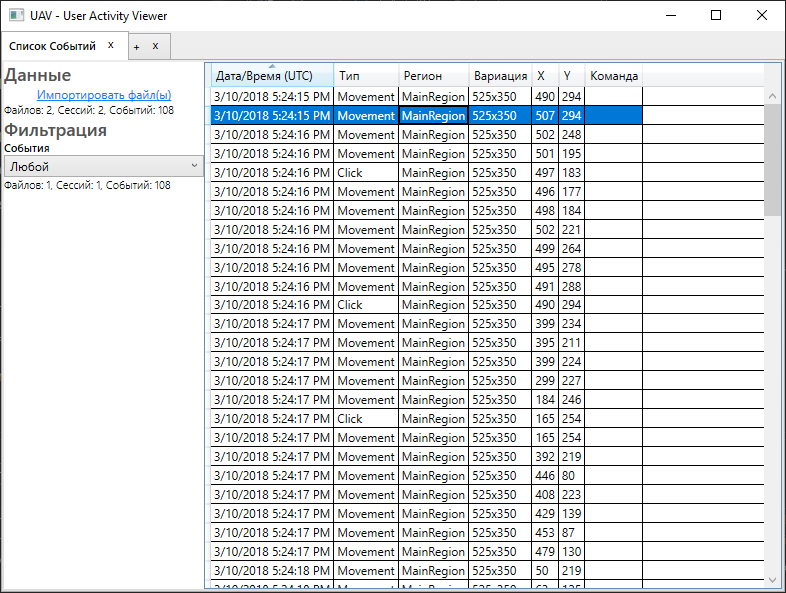 UAV - User Activity Viewer
Список Событий x + x
Данные
Импортировать файл(ы)
Файлов: 2, Сессий: 2, Событий: 108
Фильтрация
События
Любой
Файлов: 1, Сессий: 1, Событий: 108
Дата/Время (UTC) Тип Регион Вариация X Y Команда
3/10/2018 5:24:15 PM Movement MainRegion 525x350 490 294
3/10/2018 5:24:15 PM Movement MainRegion 525x350 507 294
3/10/2018 5:24:16 PM Movement MainRegion 525x350 502 248
3/10/2018 5:24:16 PM Movement MainRegion 525x350 501 195
3/10/2018 5:24:16 PM Click MainRegion 525x350 497 183
3/10/2018 5:24:16 PM Movement MainRegion 525x350 496 177
3/10/2018 5:24:16 PM Movement MainRegion 525x350 498 184
3/10/2018 5:24:16 PM Movement MainRegion 525x350 502 221
3/10/2018 5:24:16 PM Movement MainRegion 525x350 499 264
3/10/2018 5:24:16 PM Movement MainRegion 525x350 495 278
3/10/2018 5:24:16 PM Movement MainRegion 525x350 491 288
3/10/2018 5:24:16 PM Click MainRegion 525x350 490 294
3/10/2018 5:24:17 PM Movement MainRegion 525x350 399 234
3/10/2018 5:24:17 PM Movement MainRegion 525x350 395 211
3/10/2018 5:24:17 PM Movement MainRegion 525x350 399 224
3/10/2018 5:24:17 PM Movement MainRegion 525x350 299 227
3/10/2018 5:24:17 PM Movement MainRegion 525x350 184 246
3/10/2018 5:24:17 PM Click MainRegion 525x350 165 254
3/10/2018 5:24:17 PM Movement MainRegion 525x350 165 254
3/10/2018 5:24:17 PM Movement MainRegion 525x350 392 219
3/10/2018 5:24:17 PM Movement MainRegion 525x350 446 80
3/10/2018 5:24:17 PM Movement MainRegion 525x350 408 223
3/10/2018 5:24:17 PM Movement MainRegion 525x350 429 139
3/10/2018 5:24:17 PM Movement MainRegion 525x350 453 87
3/10/2018 5:24:17 PM Movement MainRegion 525x350 479 130
3/10/2018 5:24:18 PM Movement MainRegion 525x350 50 219